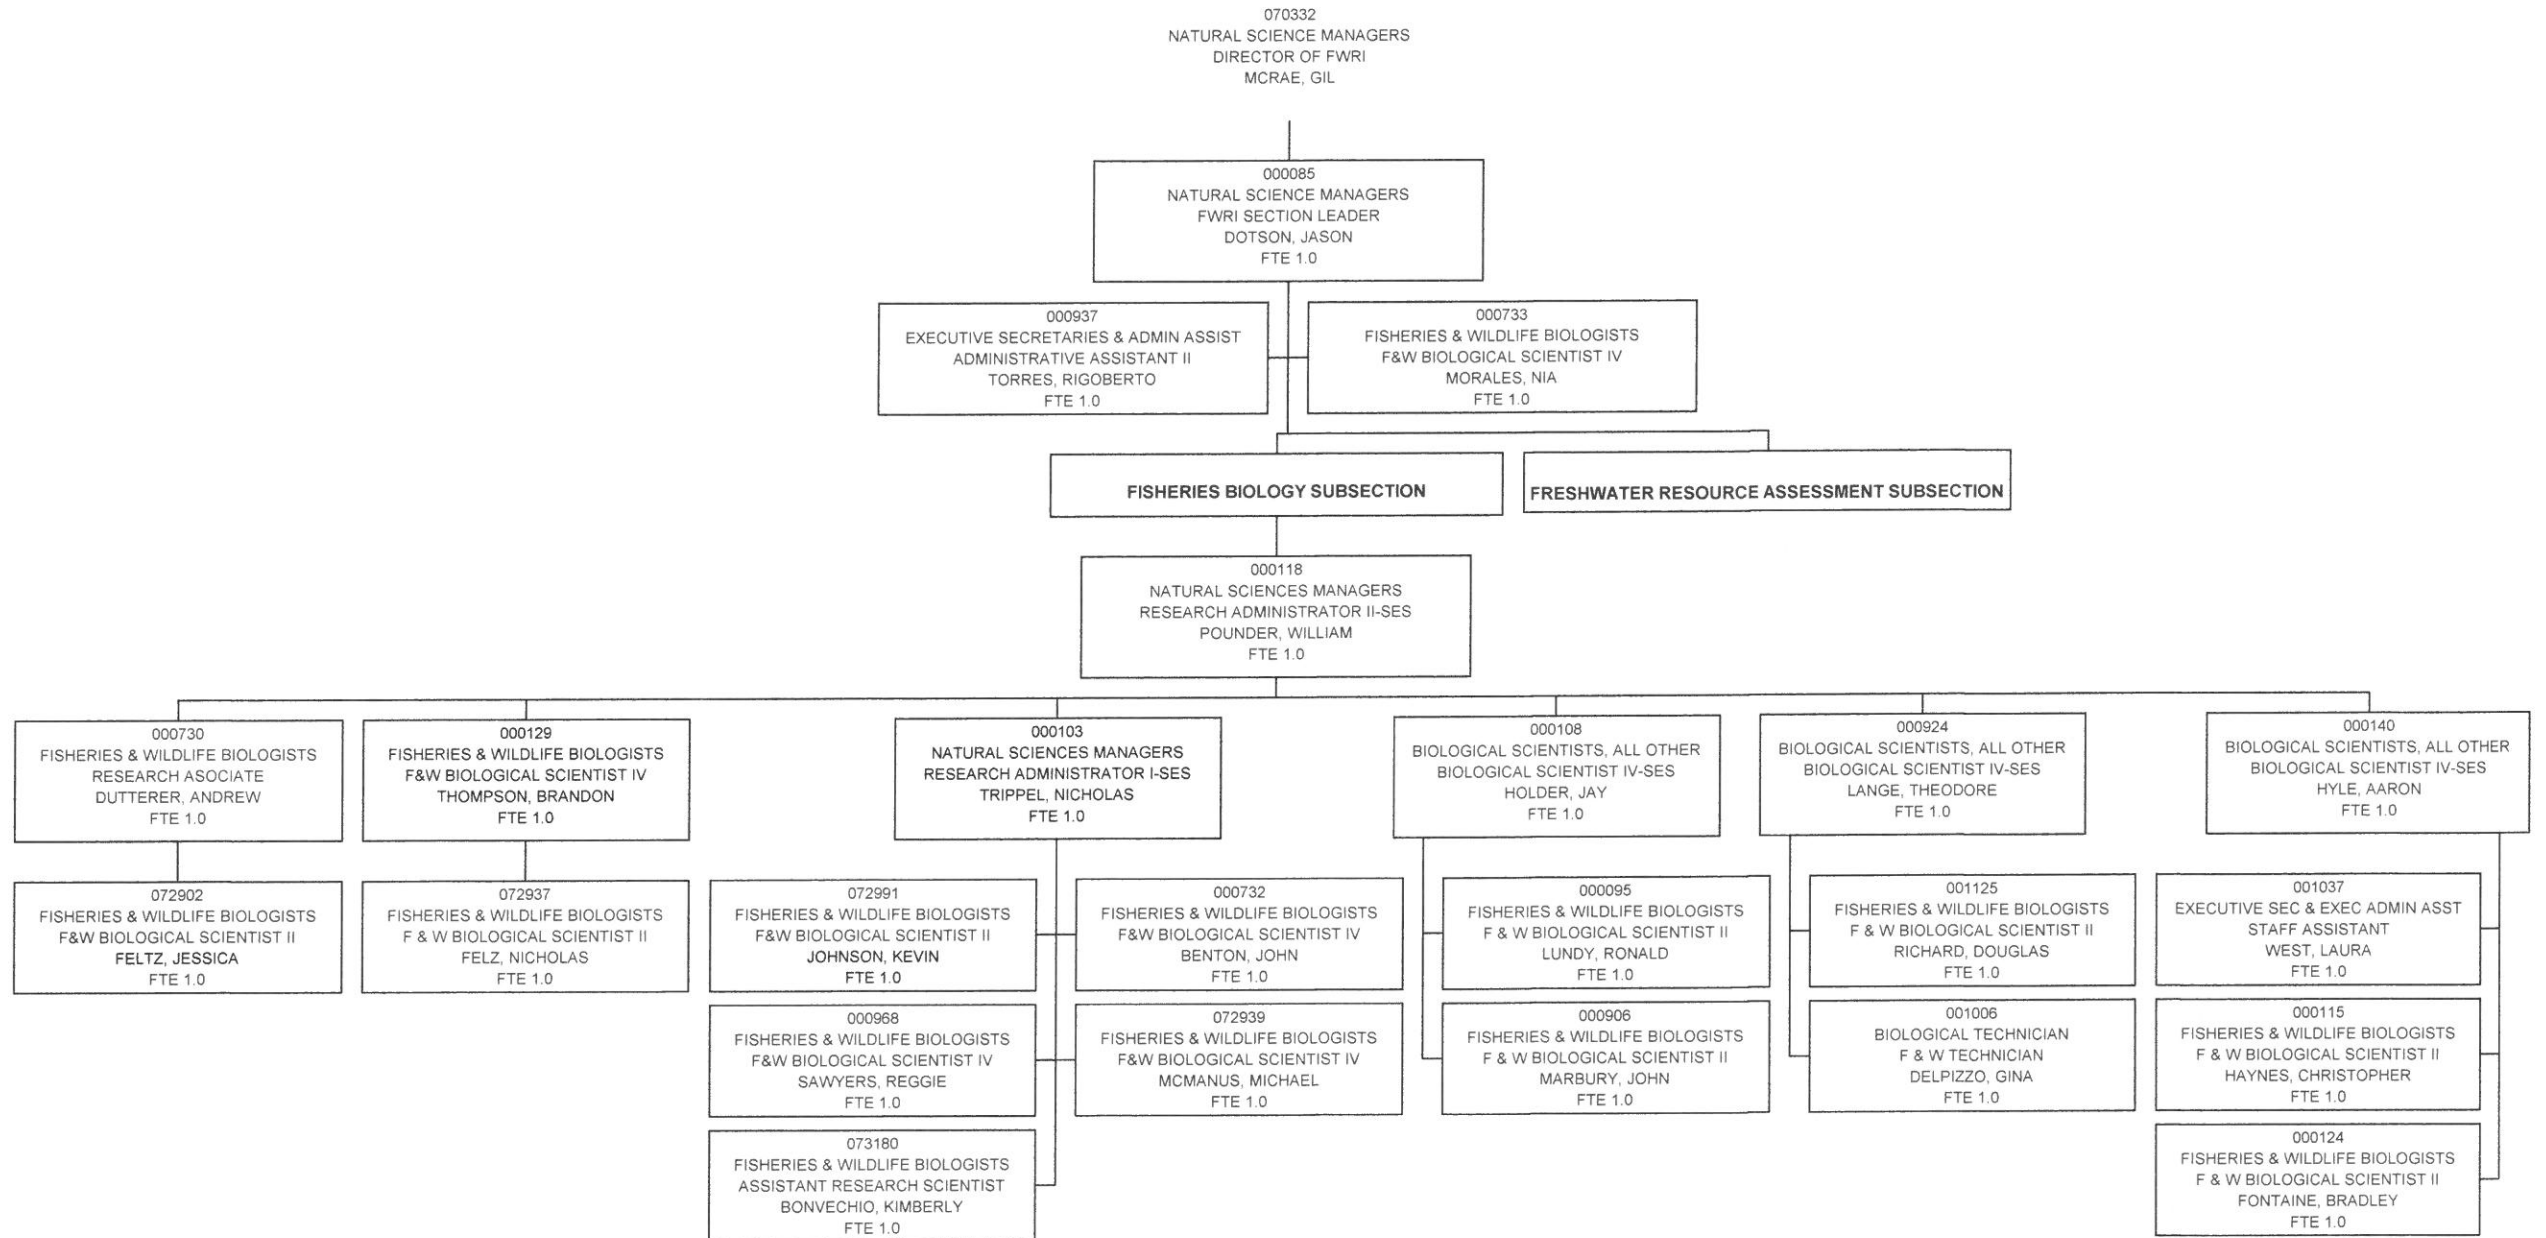 070332
NATURAL SCIENCE MANAGERS
DIRECTOR OF FWRI
MCRAE, GIL
000085
NATURAL SCIENCE MANAGERS
FWRI SECTION LEADER
DOTSON, JASON
FTE 1.0
000937
EXECUTIVE SECRETARIES & ADMIN ASSIST
ADMINISTRATIVE ASSISTANT II
TORRES, RIGOBERTO
FTE 1.0
000733
FISHERIES & WILDLIFE BIOLOGISTS
F&W BIOLOGICAL SCIENTIST IV
MORALES, NIA
FTE 1.0
FISHERIES BIOLOGY SUBSECTION
FRESHWATER RESOURCE ASSESSMENT SUBSECTION
000118
NATURAL SCIENCES MANAGERS
RESEARCH ADMINISTRATOR II-SES
POUNDER, WILLIAM
FTE 1.0
000730
FISHERIES & WILDLIFE BIOLOGISTS
RESEARCH ASOCIATE
DUTTERER, ANDREW
FTE 1.0
000129
FISHERIES & WILDLIFE BIOLOGISTS
F&W BIOLOGICAL SCIENTIST IV
THOMPSON, BRANDON
FTE 1.0
000103
NATURAL SCIENCES MANAGERS
RESEARCH ADMINISTRATOR I-SES
TRIPPEL, NICHOLAS
FTE 1.0
000108
BIOLOGICAL SCIENTISTS, ALL OTHER
BIOLOGICAL SCIENTIST IV-SES
HOLDER, JAY
FTE 1.0
000924
BIOLOGICAL SCIENTISTS, ALL OTHER
BIOLOGICAL SCIENTIST IV-SES
LANGE, THEODORE
FTE 1.0
000140
BIOLOGICAL SCIENTISTS, ALL OTHER
BIOLOGICAL SCIENTIST IV-SES
HYLE, AARON
FTE 1.0
072902
FISHERIES & WILDLIFE BIOLOGISTS
F&W BIOLOGICAL SCIENTIST II
FELTZ, JESSICA
FTE 1.0
072937
FISHERIES & WILDLIFE BIOLOGISTS
F & W BIOLOGICAL SCIENTIST II
FELZ, NICHOLAS
FTE 1.0
072991
FISHERIES & WILDLIFE BIOLOGISTS
F&W BIOLOGICAL SCIENTIST II
JOHNSON, KEVIN
FTE 1.0
000732
FISHERIES & WILDLIFE BIOLOGISTS
F&W BIOLOGICAL SCIENTIST IV
BENTON, JOHN
FTE 1.0
000095
FISHERIES & WILDLIFE BIOLOGISTS
F & W BIOLOGICAL SCIENTIST II
LUNDY, RONALD
FTE 1.0
001125
FISHERIES & WILDLIFE BIOLOGISTS
F & W BIOLOGICAL SCIENTIST II
RICHARD, DOUGLAS
FTE 1.0
001037
EXECUTIVE SEC & EXEC ADMIN ASST
STAFF ASSISTANT
WEST, LAURA
FTE 1.0
000968
FISHERIES & WILDLIFE BIOLOGISTS
F&W BIOLOGICAL SCIENTIST IV
SAWYERS, REGGIE
FTE 1.0
072939
FISHERIES & WILDLIFE BIOLOGISTS
F&W BIOLOGICAL SCIENTIST IV
MCMANUS, MICHAEL
FTE 1.0
000906
FISHERIES & WILDLIFE BIOLOGISTS
F & W BIOLOGICAL SCIENTIST II
MARBURY, JOHN
FTE 1.0
001006
BIOLOGICAL TECHNICIAN
F & W TECHNICIAN
DELPIZZO, GINA
FTE 1.0
000115
FISHERIES & WILDLIFE BIOLOGISTS
F & W BIOLOGICAL SCIENTIST II
HAYNES, CHRISTOPHER
FTE 1.0
073180
FISHERIES & WILDLIFE BIOLOGISTS
ASSISTANT RESEARCH SCIENTIST
BONVECHIO, KIMBERLY
FTE 1.0
000124
FISHERIES & WILDLIFE BIOLOGISTS
F & W BIOLOGICAL SCIENTIST II
FONTAINE, BRADLEY
FTE 1.0